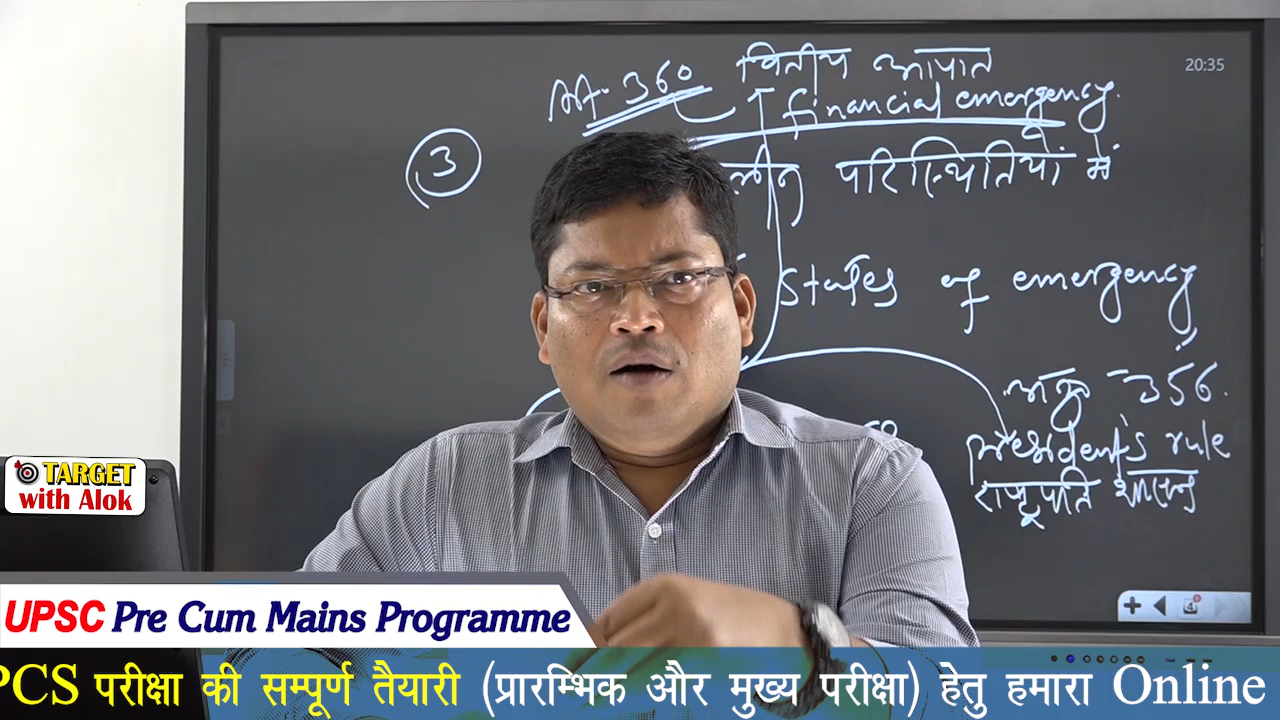 Art- 360 वित्तीय आपात
financial emergency.
20:35
3
लीन परिस्थितियों में
States of emergency
अनु -356.
President's rule
राष्ट्रपति शासन
TARGET
with Alok
UPSC Pre Cum Mains Programme
PCS परीक्षा की सम्पूर्ण तैयारी (प्रारम्भिक और मुख्य परीक्षा) हेतु हमारा Online